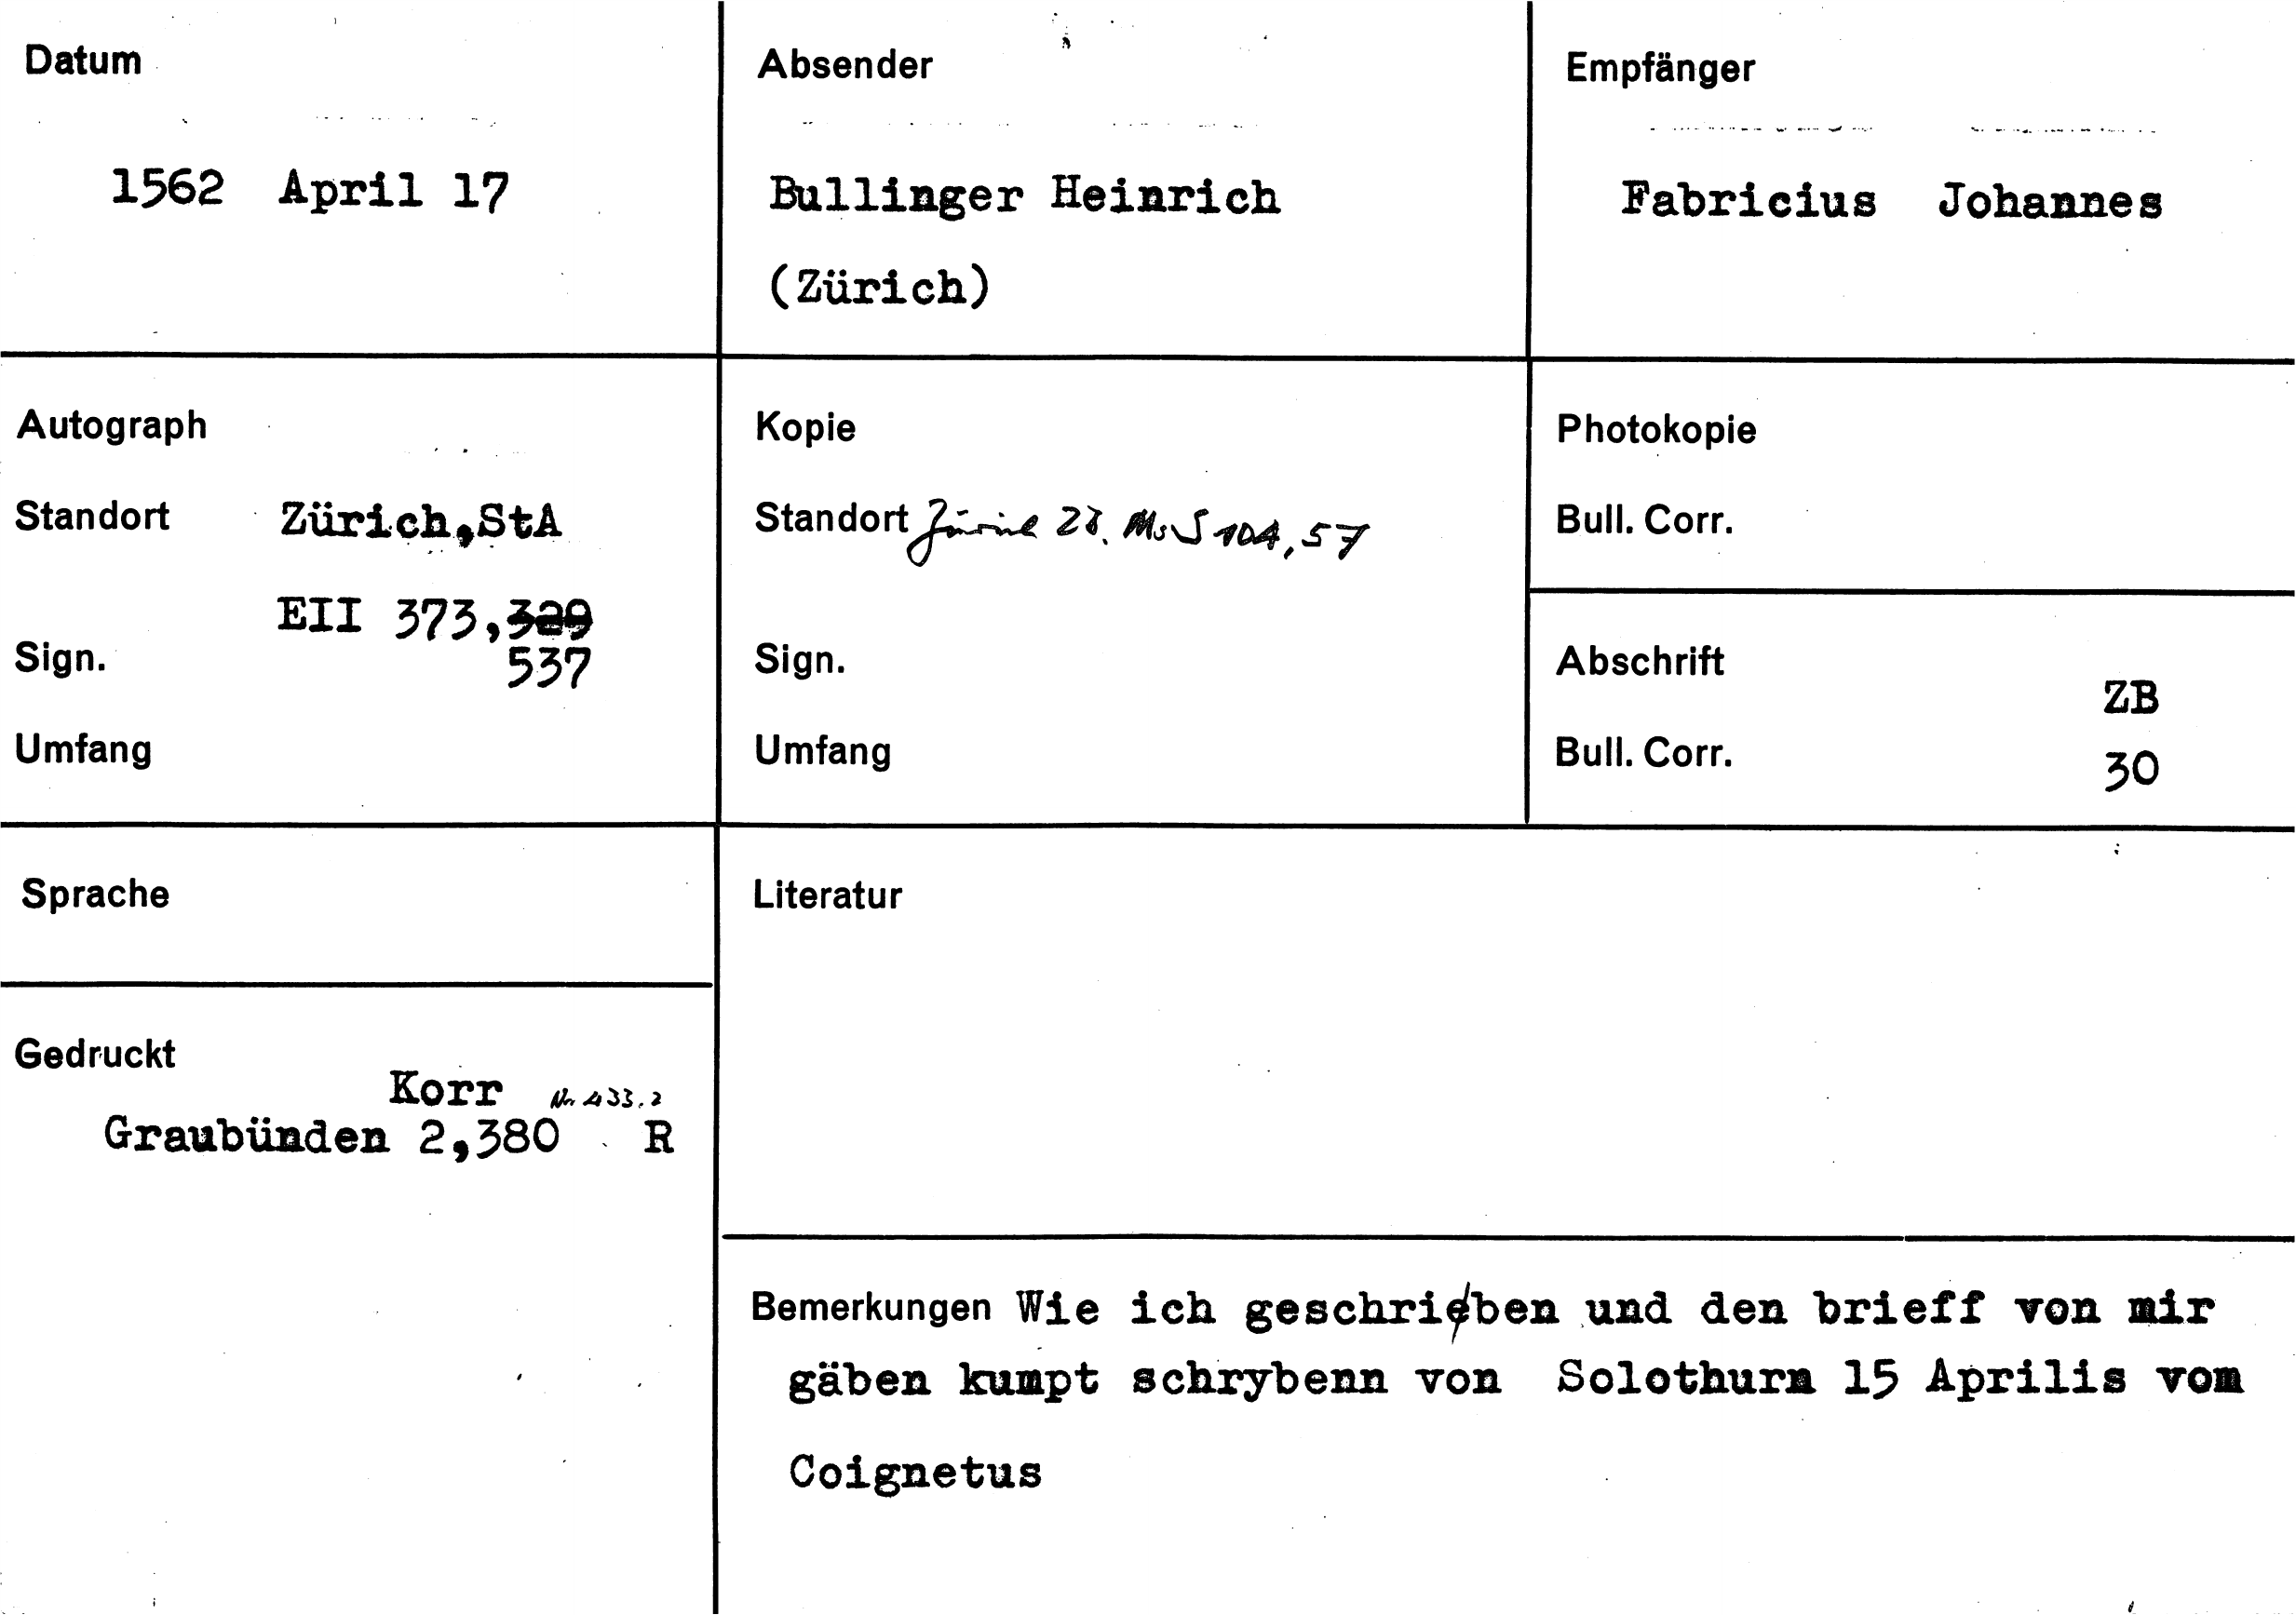 Datum
1562 April 17
Absender
Bullinger Heinrich
(Zürich)
Empfänger
Fabricius Johannes
Autograph
Standort Zürich,StA
EII 373,329
Sign. 537
Umfang
Kopie
Standort Zürich ZB. Ms S 104, 57
Sign.
Umfang
Photokopie
Bull. Corr.
Abschrift
ZB
Bull. Corr. 30
Sprache
Gedruckt
Korr Nr. 433.2
Graubünden 2,380 R
Literatur
Bemerkungen Wie ich geschrieben und den brieff von mir
gäben kumpt schrybenn von Solothurn 15 Aprilis vom
Coignetus